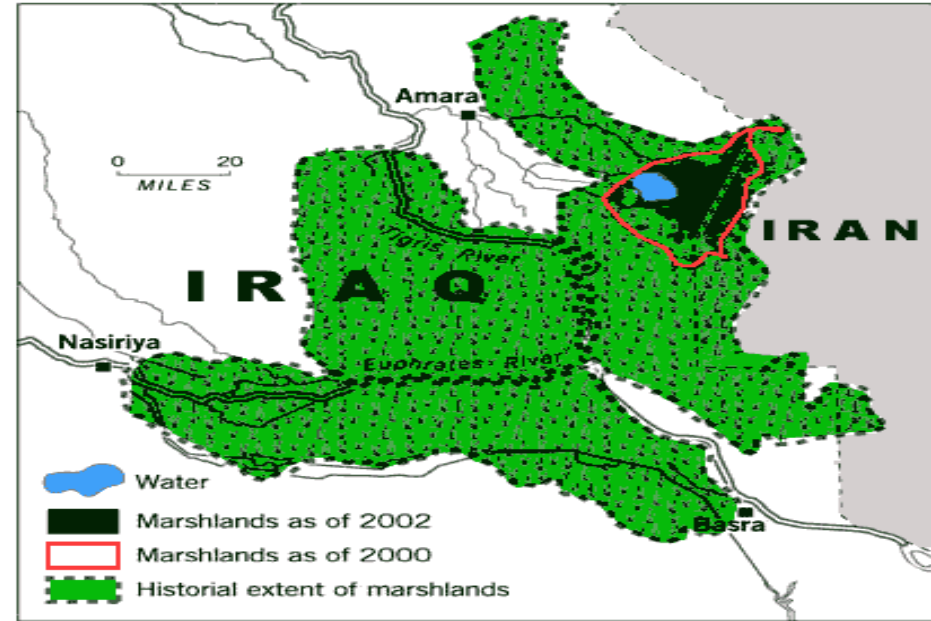 Amara
0 20
MILES
IRAN
Tigris River
IRAQ
Nasiriya
Euphrates River
Water
Marshlands as of 2002
Basra
Marshlands as of 2000
Historial extent of marshlands